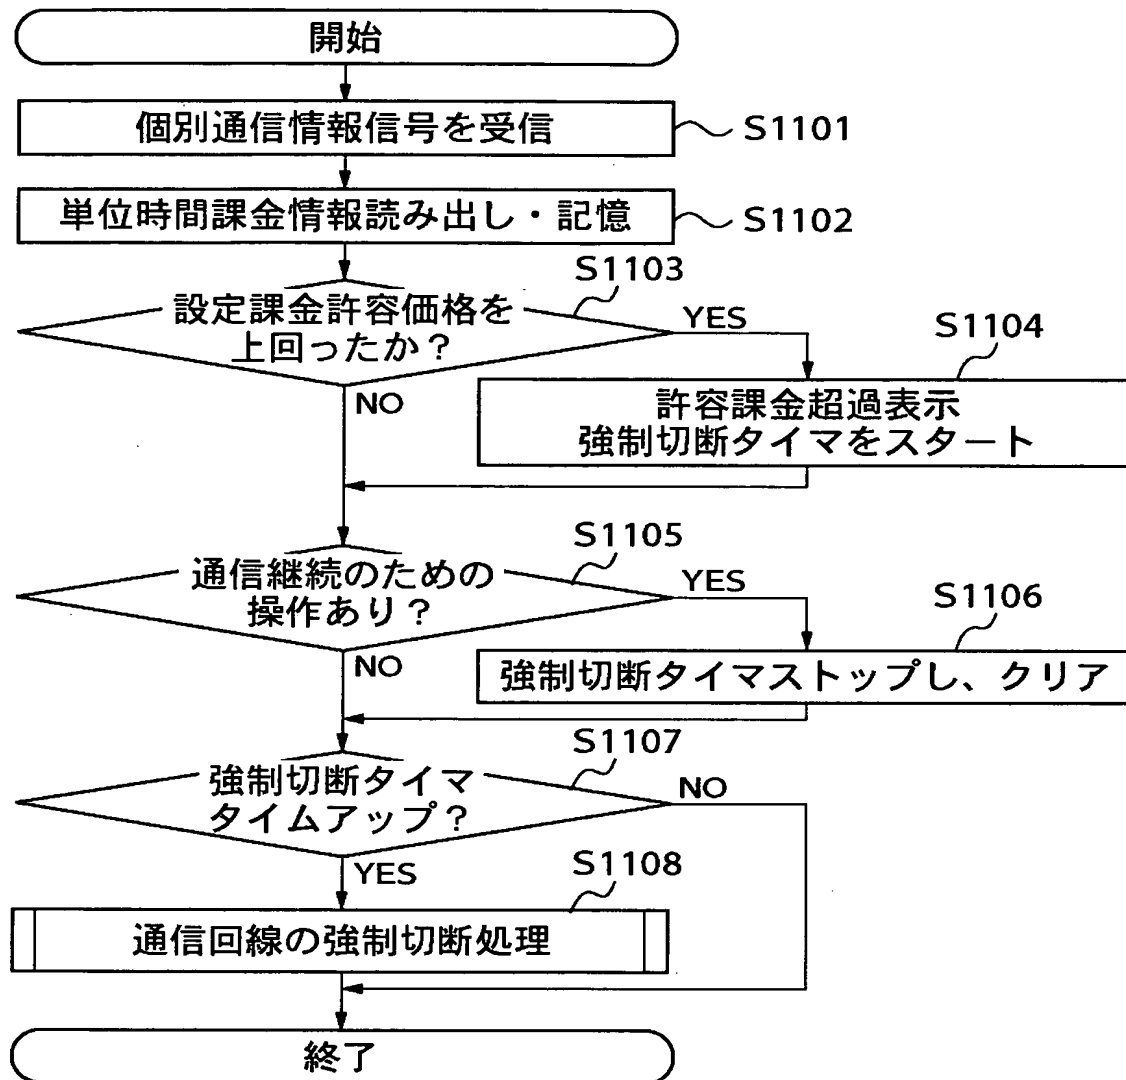 開始
個別通信情報信号を受信
S1101
単位時間課金情報読み出し・記憶
S1102
S1103
設定課金許容価格を
上回ったか？
YES
NO
S1104
許容課金超過表示
強制切断タイマをスタート
S1105
通信継続のための
操作あり？
YES
NO
S1106
強制切断タイマストップし、クリア
S1107
強制切断タイマ
タイムアップ？
NO
YES
S1108
通信回線の強制切断処理
終了